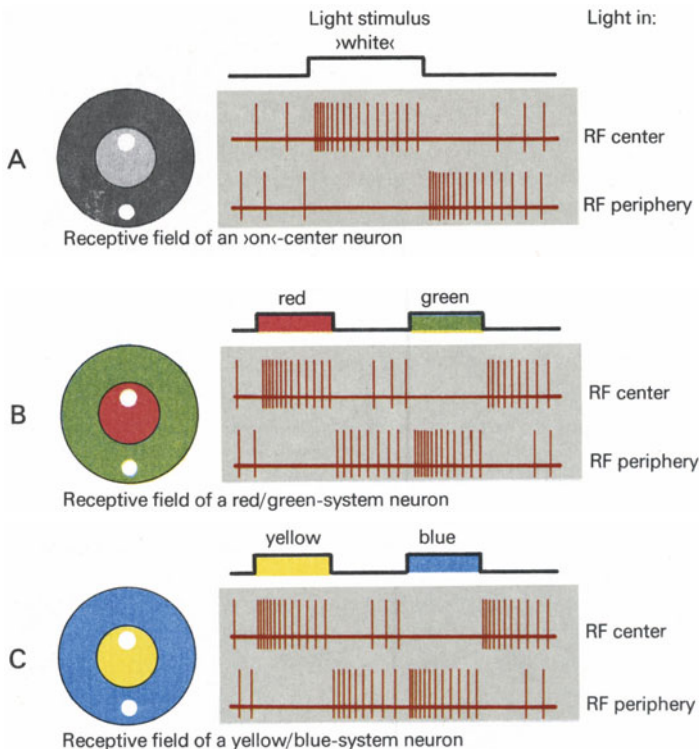 Light stimulus
›white‹
Light in:
A
RF center
RF periphery
Receptive field of an ›on‹-center neuron
red
green
B
RF center
RF periphery
Receptive field of a red/green-system neuron
yellow
blue
C
RF center
RF periphery
Receptive field of a yellow/blue-system neuron